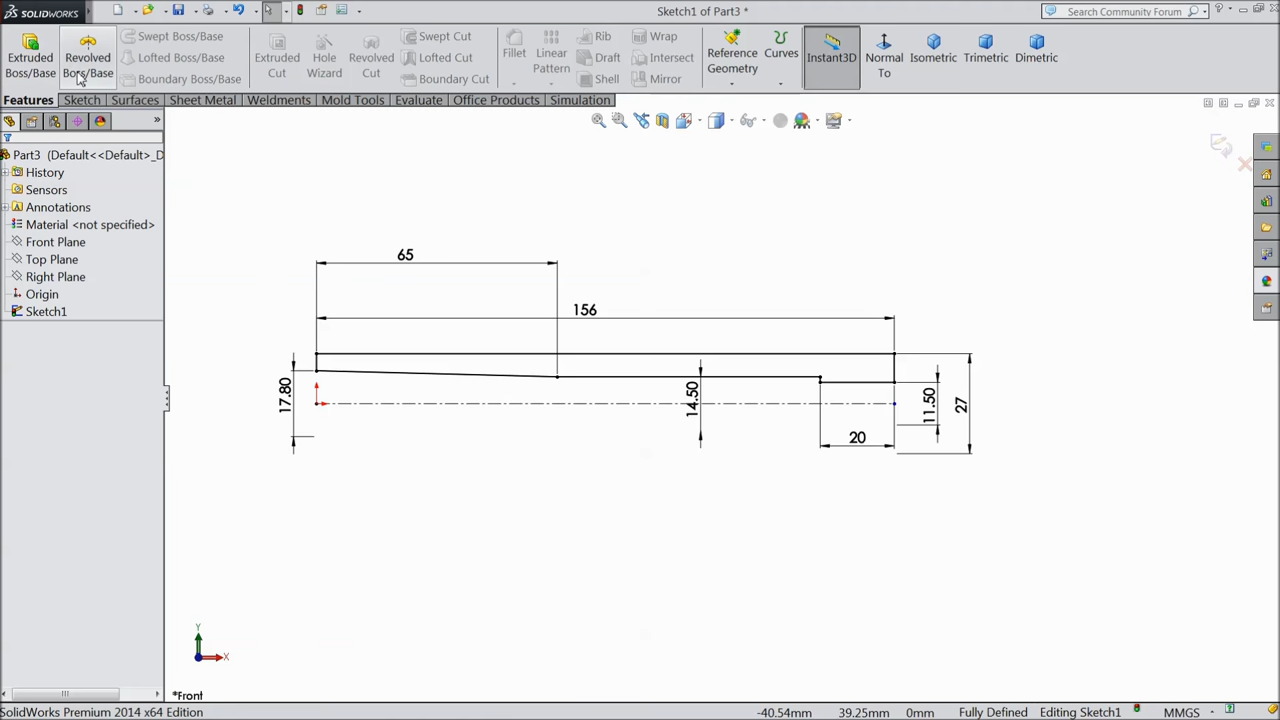 SOLIDWORKS
Sketch1 of Part3 *
Search Community Forum
Extruded Boss/Base
Revolved Boss/Base
Swept Boss/Base
Lofted Boss/Base
Boundary Boss/Base
Extruded Cut
Hole Wizard
Revolved Cut
Swept Cut
Lofted Cut
Boundary Cut
Fillet
Linear Pattern
Rib
Draft
Shell
Wrap
Intersect
Mirror
Reference Geometry
Curves
Instant3D
Normal To
Isometric
Trimetric
Dimetric
Features
Sketch
Surfaces
Sheet Metal
Weldments
Mold Tools
Evaluate
Office Products
Simulation
Part3 (Default<<Default>_D
History
Sensors
Annotations
Material <not specified>
Front Plane
Top Plane
Right Plane
Origin
Sketch1
65
156
17.80
14.50
11.50
27
20
Y
X
*Front
SolidWorks Premium 2014 x64 Edition
-40.54mm
39.25mm
0mm
Fully Defined
Editing Sketch1
MMGS